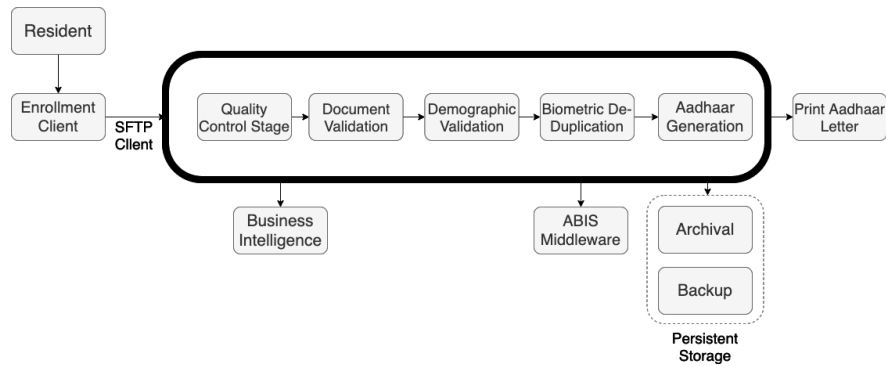 Resident
Enrollment
Client
SFTP
Cllent
Quality
Control Stage
Document
Validation
Demographic
Validation
Biometric De-
Duplication
Aadhaar
Generation
Print Aadhaar
Letter
Business
Intelligence
ABIS
Middleware
Archival
Backup
Persistent
Storage